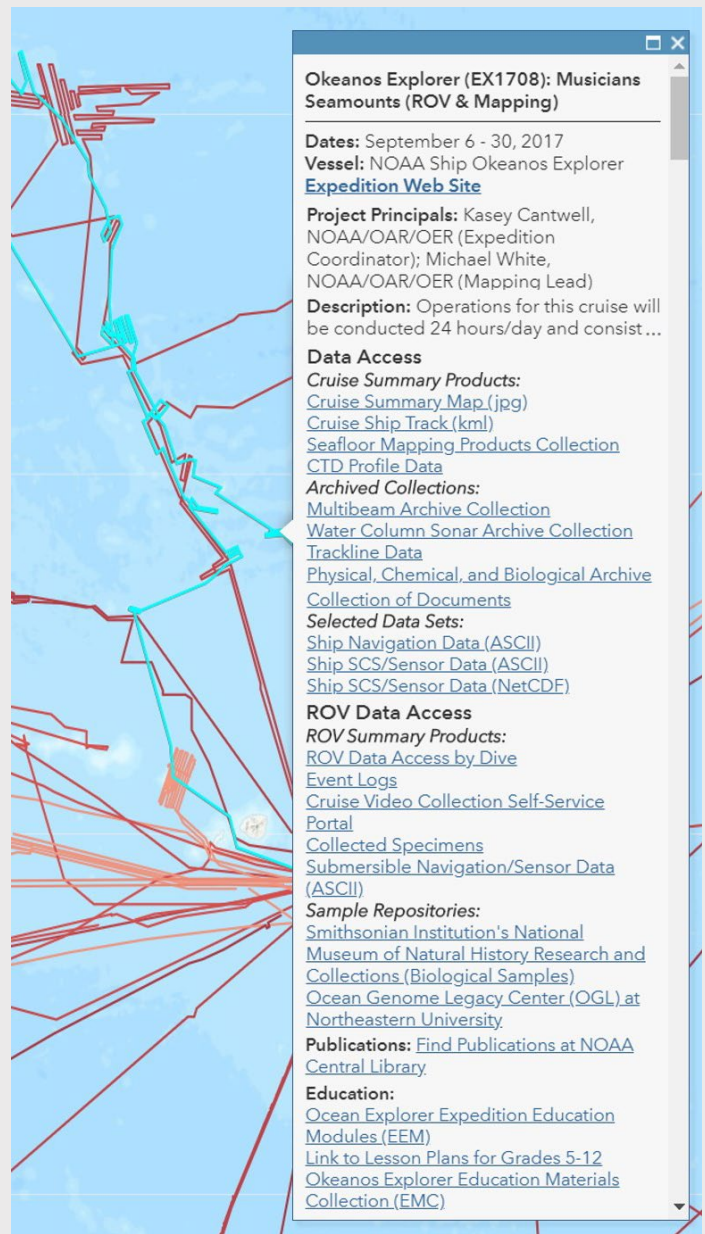 Okeanos Explorer (EX1708): Musicians
Seamounts (ROV & Mapping)
Dates: September 6 - 30, 2017
Vessel: NOAA Ship Okeanos Explorer
Expedition Web Site
Project Principals: Kasey Cantwell,
NOAA/OAR/OER (Expedition
Coordinator); Michael White,
NOAA/OAR/OER (Mapping Lead)
Description: Operations for this cruise will
be conducted 24 hours/day and consist ...
Data Access
Cruise Summary Products:
Cruise Summary Map (jpg)
Cruise Ship Track (kml)
Seafloor Mapping Products Collection
CTD Profile Data
Archived Collections:
Multibeam Archive Collection
Water Column Sonar Archive Collection
Trackline Data
Physical, Chemical, and Biological Archive
Collection of Documents
Selected Data Sets:
Ship Navigation Data (ASCII)
Ship SCS/Sensor Data (ASCII)
Ship SCS/Sensor Data (NetCDF)
ROV Data Access
ROV Summary Products:
ROV Data Access by Dive
Event Logs
Cruise Video Collection Self-Service
Portal
Collected Specimens
Submersible Navigation/Sensor Data
(ASCII)
Sample Repositories:
Smithsonian Institution's National
Museum of Natural History Research and
Collections (Biological Samples)
Ocean Genome Legacy Center (OGL) at
Northeastern University
Publications: Find Publications at NOAA
Central Library
Education:
Ocean Explorer Expedition Education
Modules (EEM)
Link to Lesson Plans for Grades 5-12
Okeanos Explorer Education Materials
Collection (EMC)